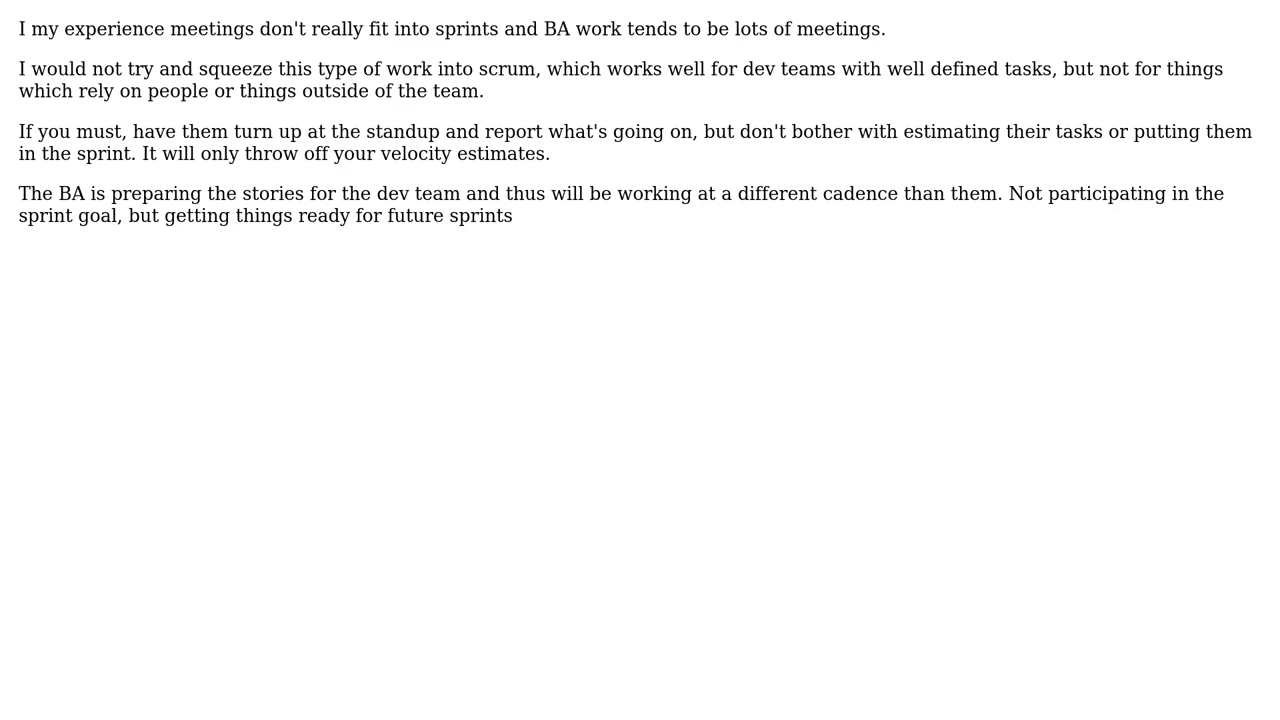 I my experience meetings don't really fit into sprints and BA work tends to be lots of meetings.
I would not try and squeeze this type of work into scrum, which works well for dev teams with well defined tasks, but not for things
which rely on people or things outside of the team.
If you must, have them turn up at the standup and report what's going on, but don't bother with estimating their tasks or putting them
in the sprint. It will only throw off your velocity estimates.
The BA is preparing the stories for the dev team and thus will be working at a different cadence than them. Not participating in the
sprint goal, but getting things ready for future sprints